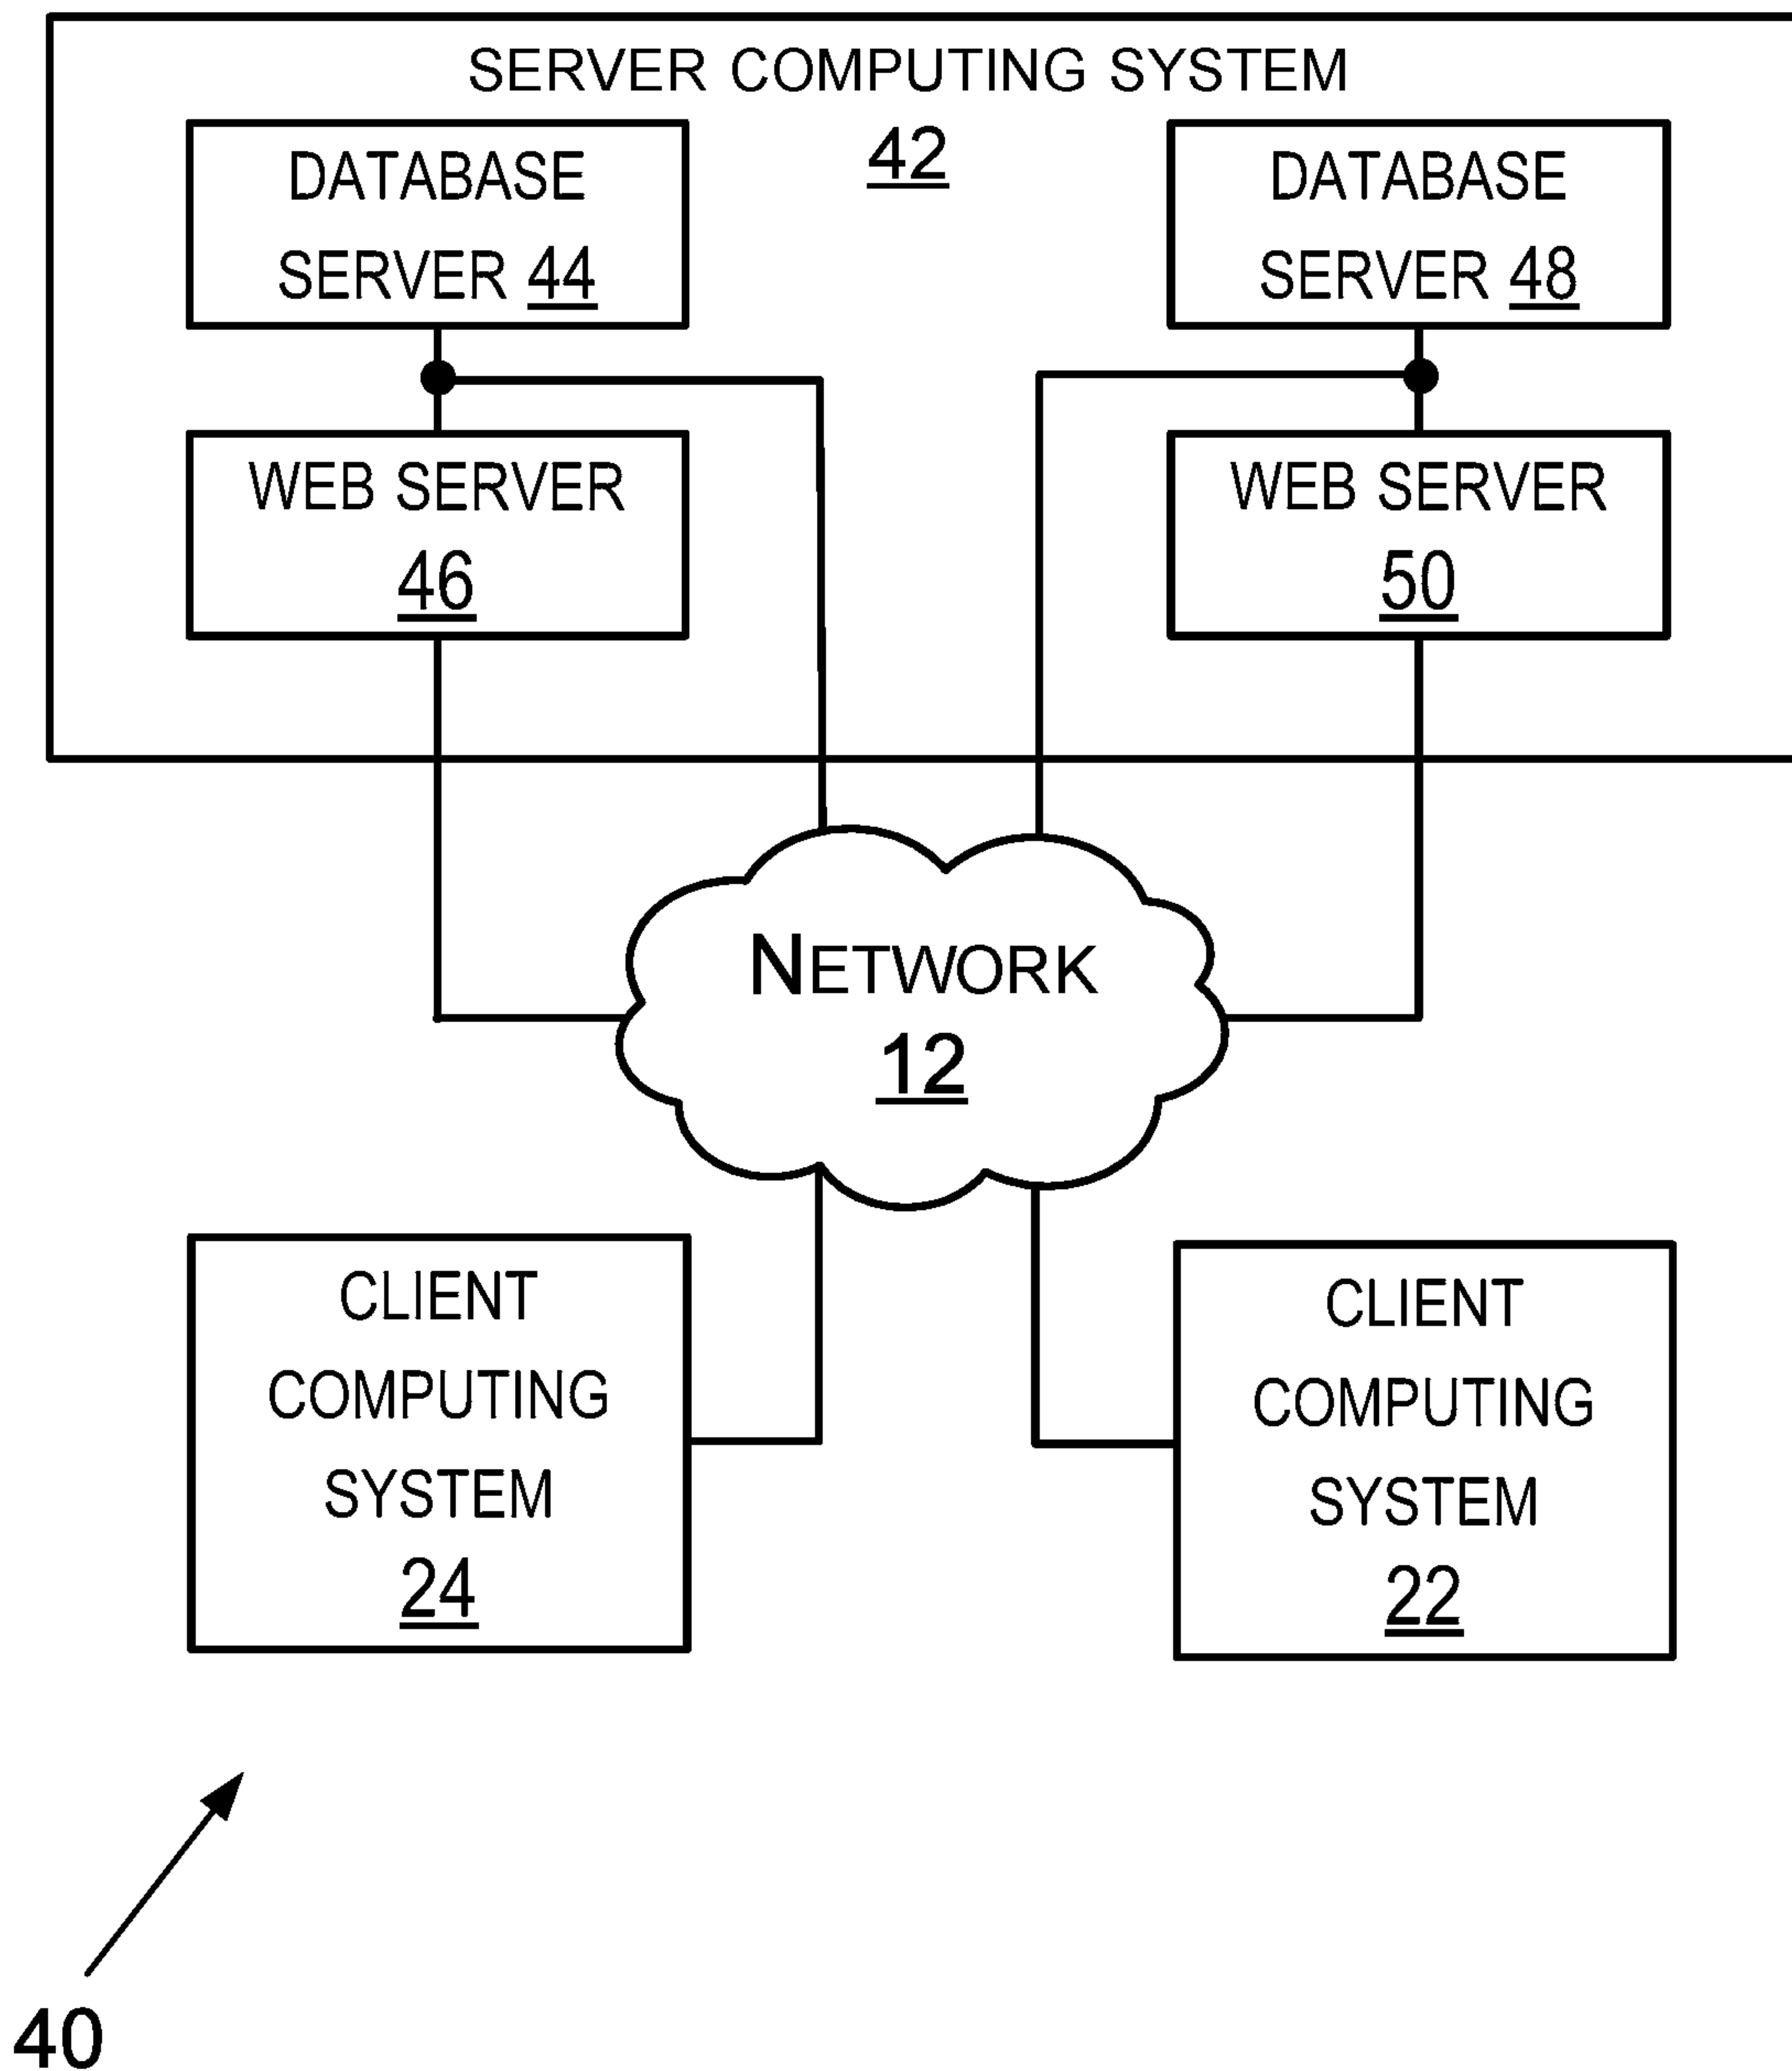 SERVER COMPUTING SYSTEM
42
DATABASE
SERVER 44
DATABASE
SERVER 48
WEB SERVER
46
WEB SERVER
50
NETWORK
12
CLIENT
COMPUTING
SYSTEM
24
CLIENT
COMPUTING
SYSTEM
22
40